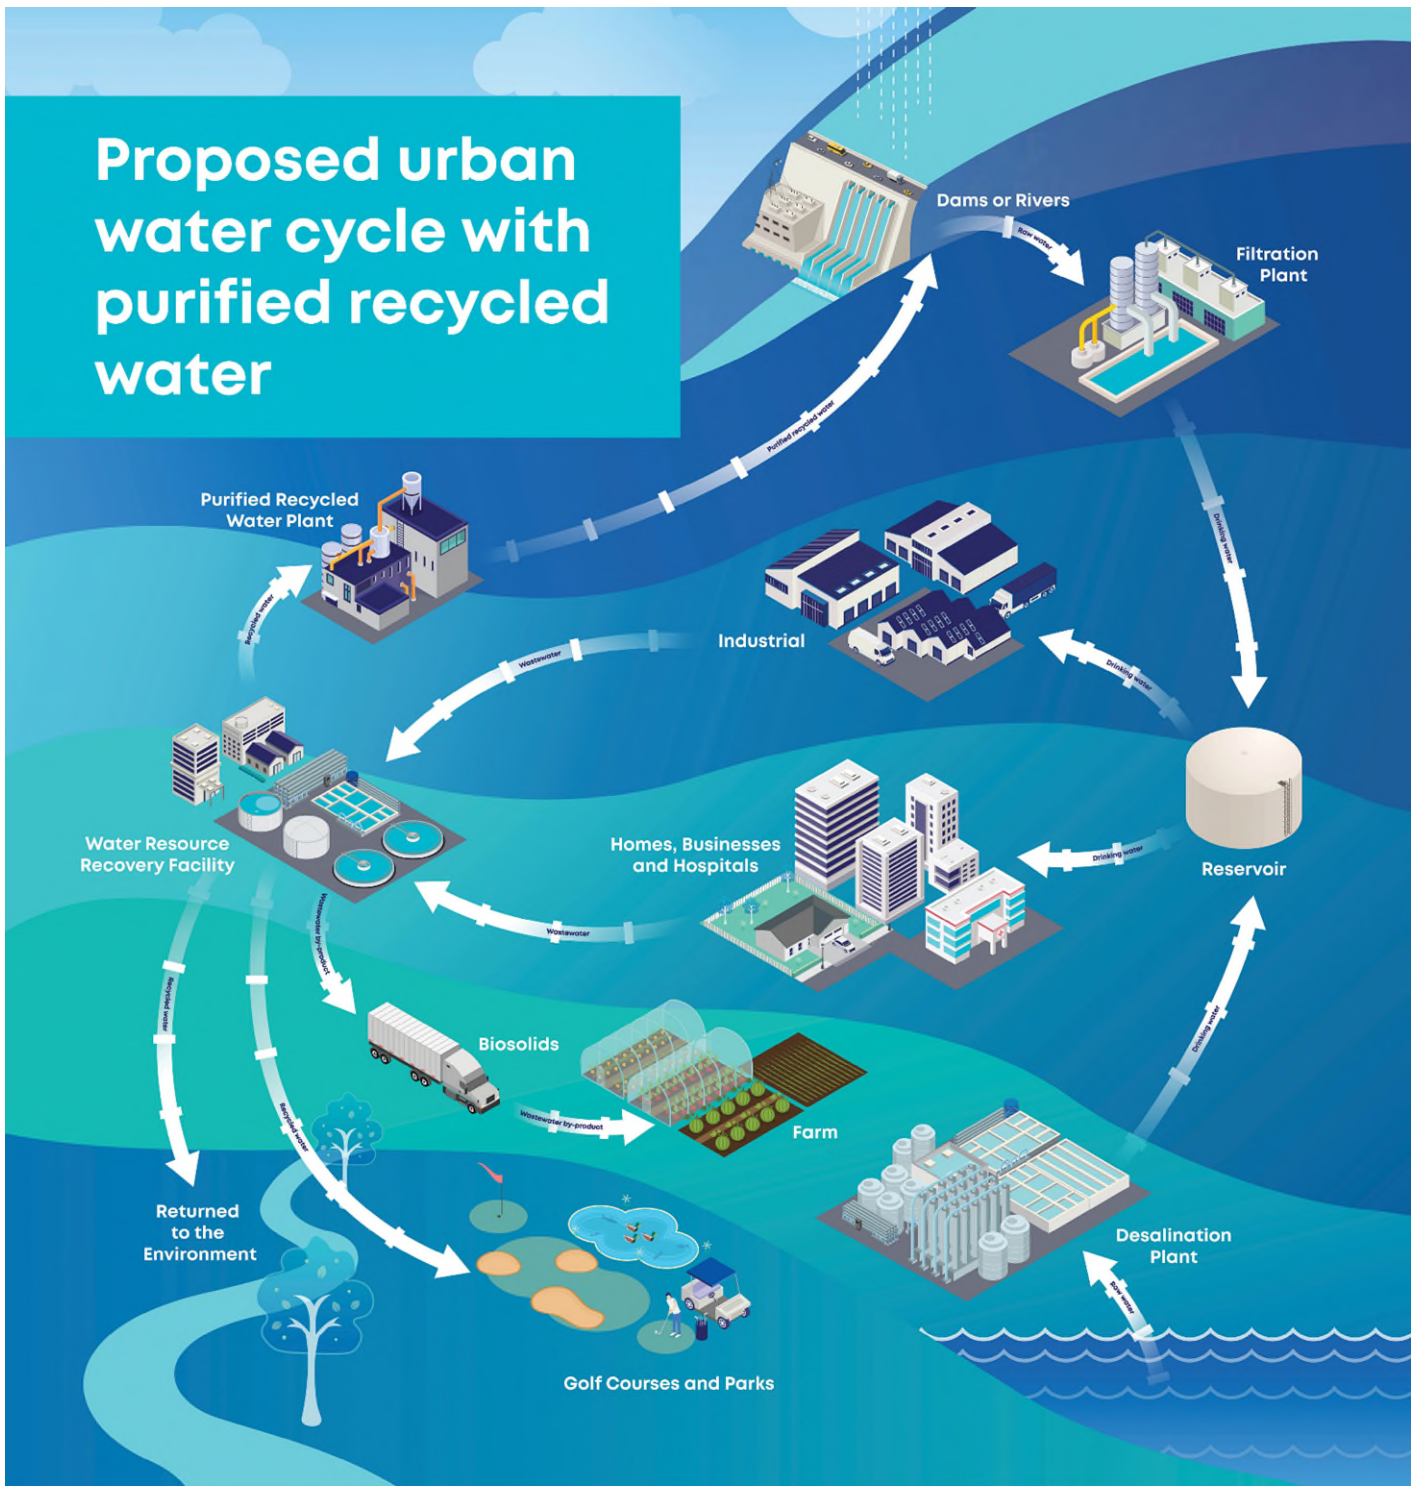 Proposed urban
water cycle with
purified recycled
water
Dams or Rivers
Raw water
Filtration
Plant
Purified recycled water
Purified Recycled
Water Plant
Recycled water
Drinking water
Industrial
Wastewater
Drinking water
Water Resource
Recovery Facility
Homes, Businesses
and Hospitals
Drinking water
Reservoir
Wastewater
Wastewater by-product
Recycled water
Recycled water
Biosolids
Wastewater by-product
Farm
Drinking water
Returned
to the
Environment
Desalination
Plant
Raw water
Golf Courses and Parks